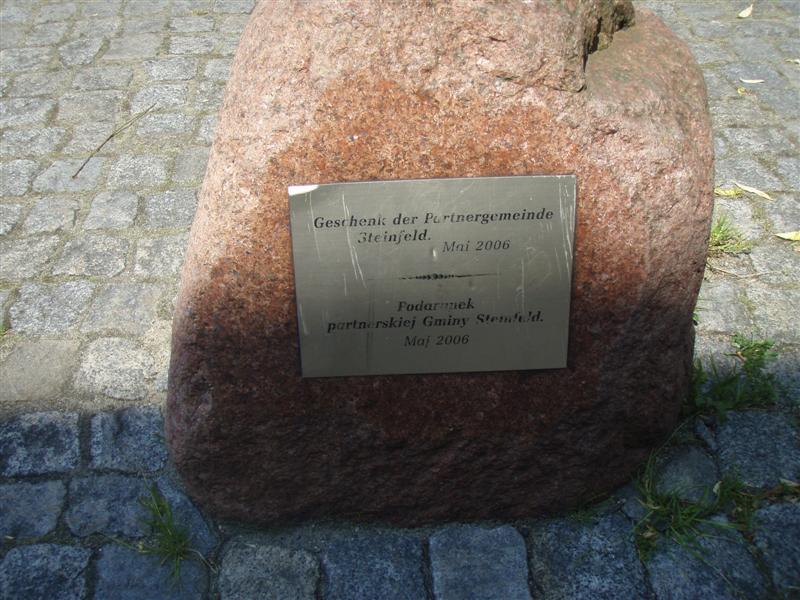 Geschenk der Partnergemeinde
Steinfeld. Mai 2006
Podarunek
partnerskiej Gminy Steinfeld.
Maj 2006